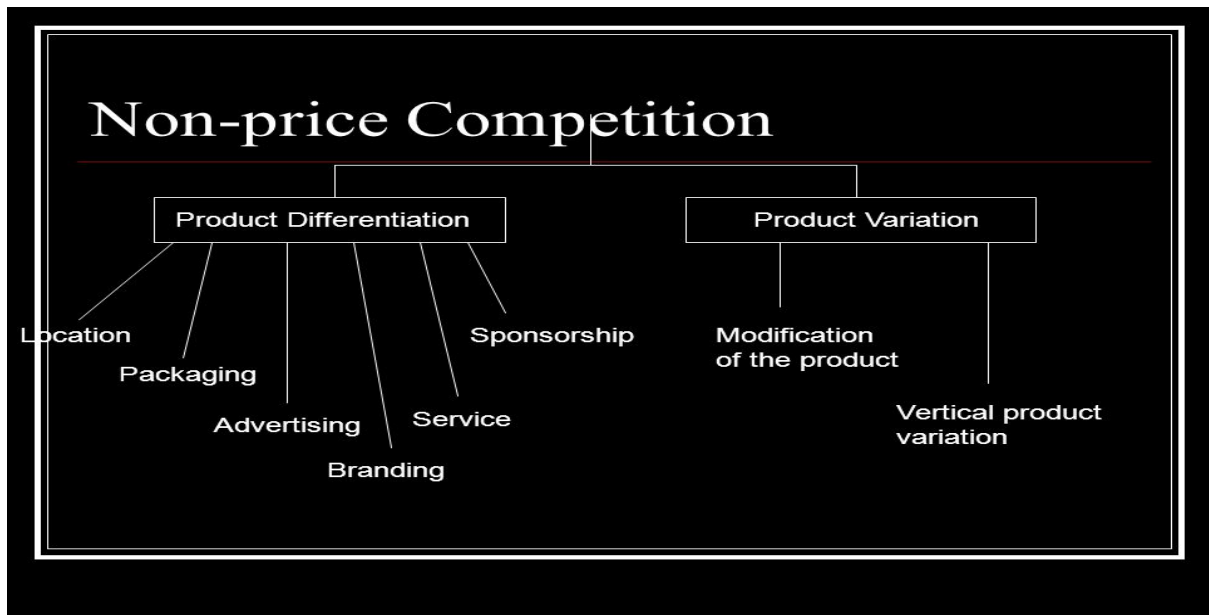 Non-price Competition
Product Differentiation
Product Variation
Location
Packaging
Advertising
Branding
Service
Sponsorship
Modification
of the product
Vertical product
variation